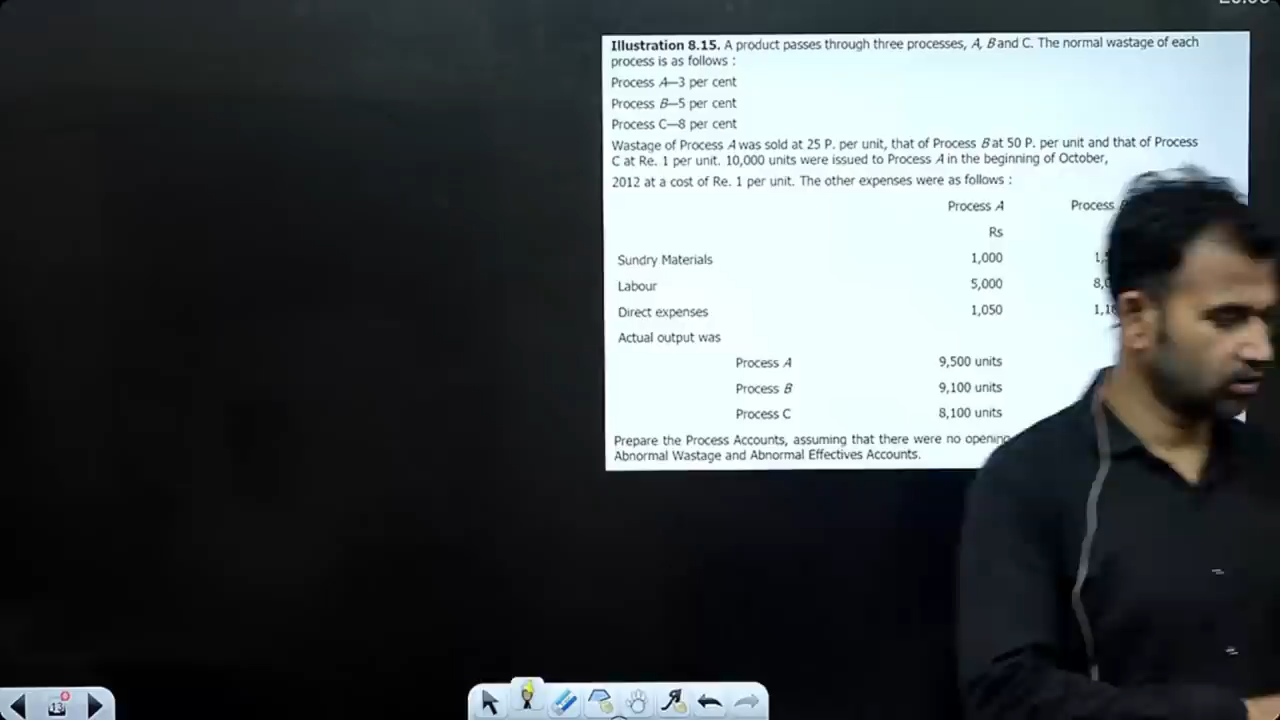 Illustration 8.15. A product passes through three processes, A, B and C. The normal wastage of each
process is as follows :
Process A—3 per cent
Process B—5 per cent
Process C—8 per cent
Wastage of Process A was sold at 25 P. per unit, that of Process B at 50 P. per unit and that of Process
C at Re. 1 per unit. 10,000 units were issued to Process A in the beginning of October,
2012 at a cost of Re. 1 per unit. The other expenses were as follows :
Process A Process
Rs
Sundry Materials 1,000
Labour 5,000
Direct expenses 1,050
Actual output was
Process A 9,500 units
Process B 9,100 units
Process C 8,100 units
Prepare the Process Accounts, assuming that there were no opening
Abnormal Wastage and Abnormal Effectives Accounts.
13